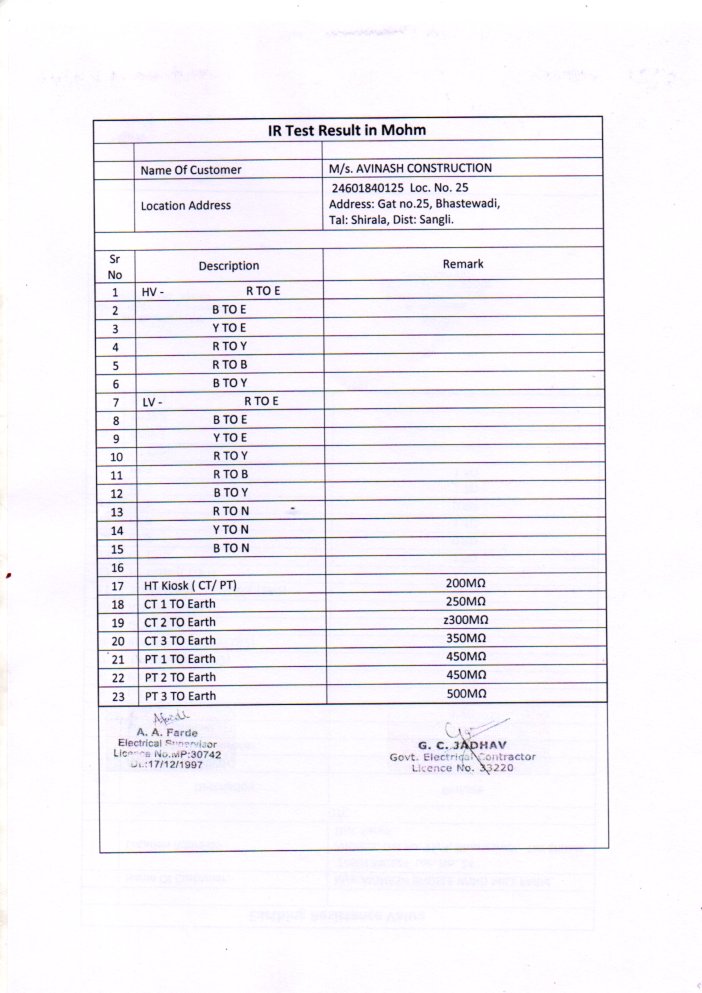 IR Test Result in Mohm
Name Of Customer M/s. AVINASH CONSTRUCTION
Location Address 24601840125 Loc. No. 25
Address: Gat no.25, Bhastewadi,
Tal: Shirala, Dist: Sangli.
Sr No Description Remark
1 HV - R TO E
2 B TO E
3 Y TO E
4 R TO Y
5 R TO B
6 B TO Y
7 LV - R TO E
8 B TO E
9 Y TO E
10 R TO Y
11 R TO B
12 B TO Y
13 R TO N -
14 Y TO N
15 B TO N
16
17 HT Kiosk ( CT/ PT) 200MΩ
18 CT 1 TO Earth 250MΩ
19 CT 2 TO Earth z300MΩ
20 CT 3 TO Earth 350MΩ
21 PT 1 TO Earth 450MΩ
22 PT 2 TO Earth 450MΩ
23 PT 3 TO Earth 500MΩ
A. A. Farde
Electrical Supervisor
Licence No.MP:30742
Dt.:17/12/1997
G. C. JADHAV
Govt. Electrical Contractor
Licence No. 33220